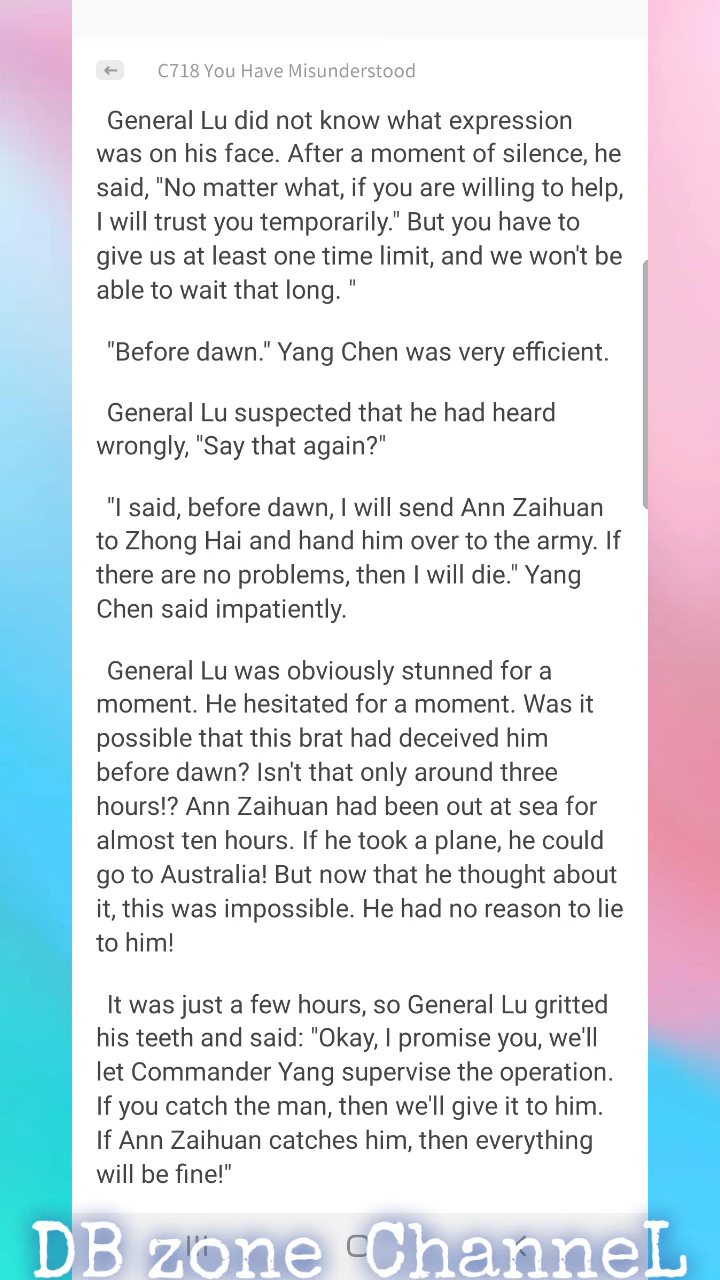 C718 You Have Misunderstood
General Lu did not know what expression
was on his face. After a moment of silence, he
said, "No matter what, if you are willing to help,
I will trust you temporarily." But you have to
give us at least one time limit, and we won't be
able to wait that long. "
"Before dawn." Yang Chen was very efficient.
General Lu suspected that he had heard
wrongly, "Say that again?"
"I said, before dawn, I will send Ann Zaihuan
to Zhong Hai and hand him over to the army. If
there are no problems, then I will die." Yang
Chen said impatiently.
General Lu was obviously stunned for a
moment. He hesitated for a moment. Was it
possible that this brat had deceived him
before dawn? Isn't that only around three
hours!? Ann Zaihuan had been out at sea for
almost ten hours. If he took a plane, he could
go to Australia! But now that he thought about
it, this was impossible. He had no reason to lie
to him!
It was just a few hours, so General Lu gritted
his teeth and said: "Okay, I promise you, we'll
let Commander Yang supervise the operation.
If you catch the man, then we'll give it to him.
If Ann Zaihuan catches him, then everything
will be fine!"
DB zone ChanneL